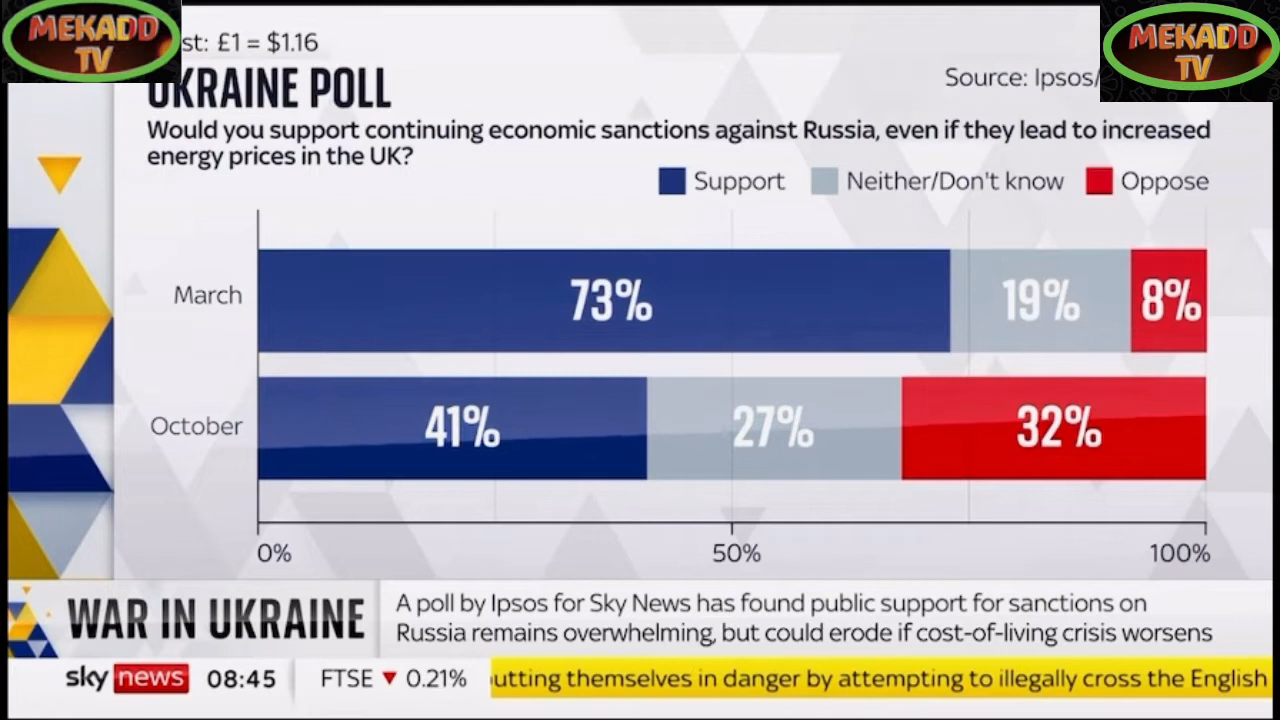 MEKADD
TV
MEKADD
TV
st: £1 = $1.16
UKRAINE POLL
Source: Ipsos/
Would you support continuing economic sanctions against Russia, even if they lead to increased
energy prices in the UK?
Support Neither/Don't know Oppose
March 73% 19% 8%
October 41% 27% 32%
0% 50% 100%
WAR IN UKRAINE
A poll by Ipsos for Sky News has found public support for sanctions on
Russia remains overwhelming, but could erode if cost-of-living crisis worsens
sky news 08:45 FTSE ▼ 0.21% utting themselves in danger by attempting to illegally cross the English